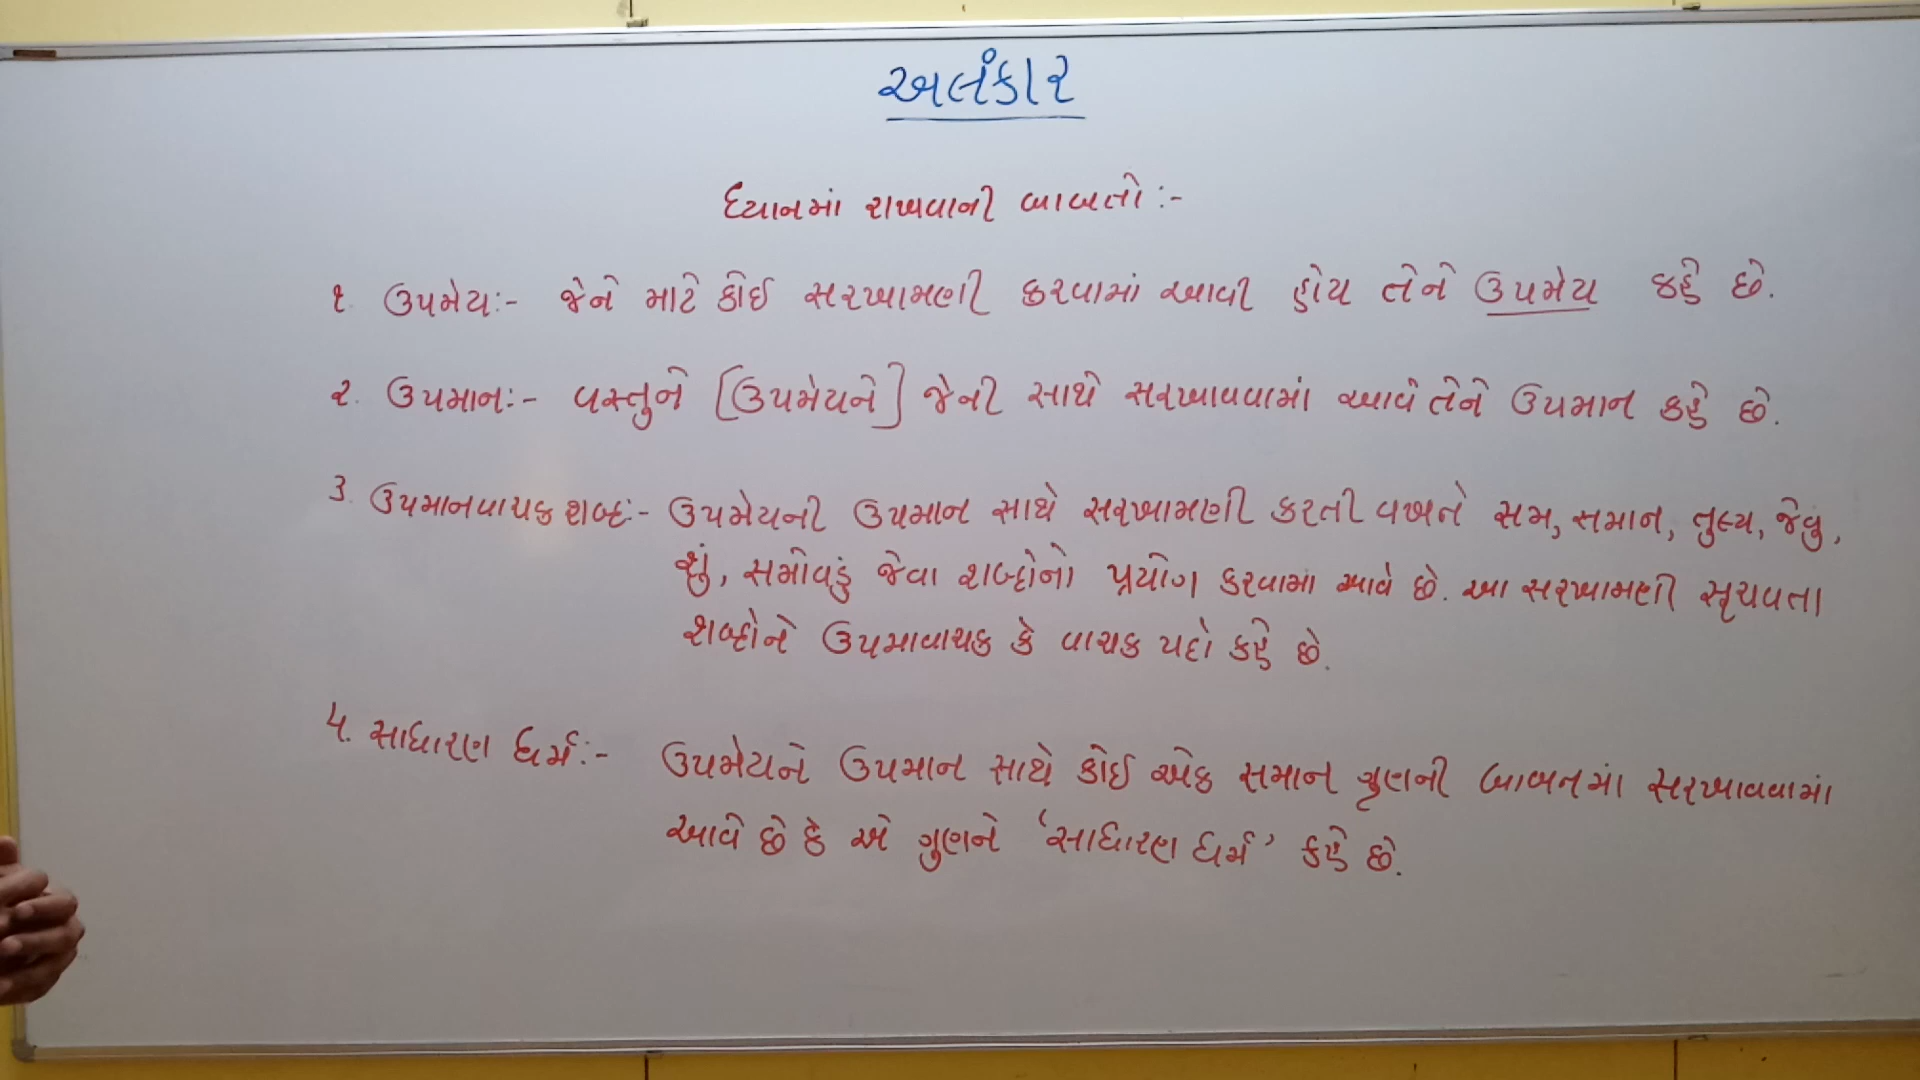 અલંકાર
ધ્યાનમાં રાખવાની બાબતો :-
૧. ઉપમેય:- જેને માટે કોઈ સરખામણી કરવામાં આવી હોય તેને ઉપમેય કહે છે.
૨. ઉપમાન:- વસ્તુને [ઉપમેયને] જેની સાથે સરખાવવામાં આવે તેને ઉપમાન કહે છે.
૩. ઉપમાનવાચક શબ્દ:- ઉપમેયની ઉપમાન સાથે સરખામણી કરતી વખતે સમ, સમાન, તુલ્ય, જેવું,
શું, સમોવડું જેવા શબ્દોનો પ્રયોગ કરવામાં આવે છે. આ સરખામણી સૂચવતા
શબ્દોને ઉપમાવાચક કે વાચક પદો કહે છે.
૪. સાધારણ ધર્મ:- ઉપમેયને ઉપમાન સાથે કોઈ એક સમાન ગુણની બાબતમાં સરખાવવામાં
આવે છે કે એ ગુણને 'સાધારણ ધર્મ' કહે છે.